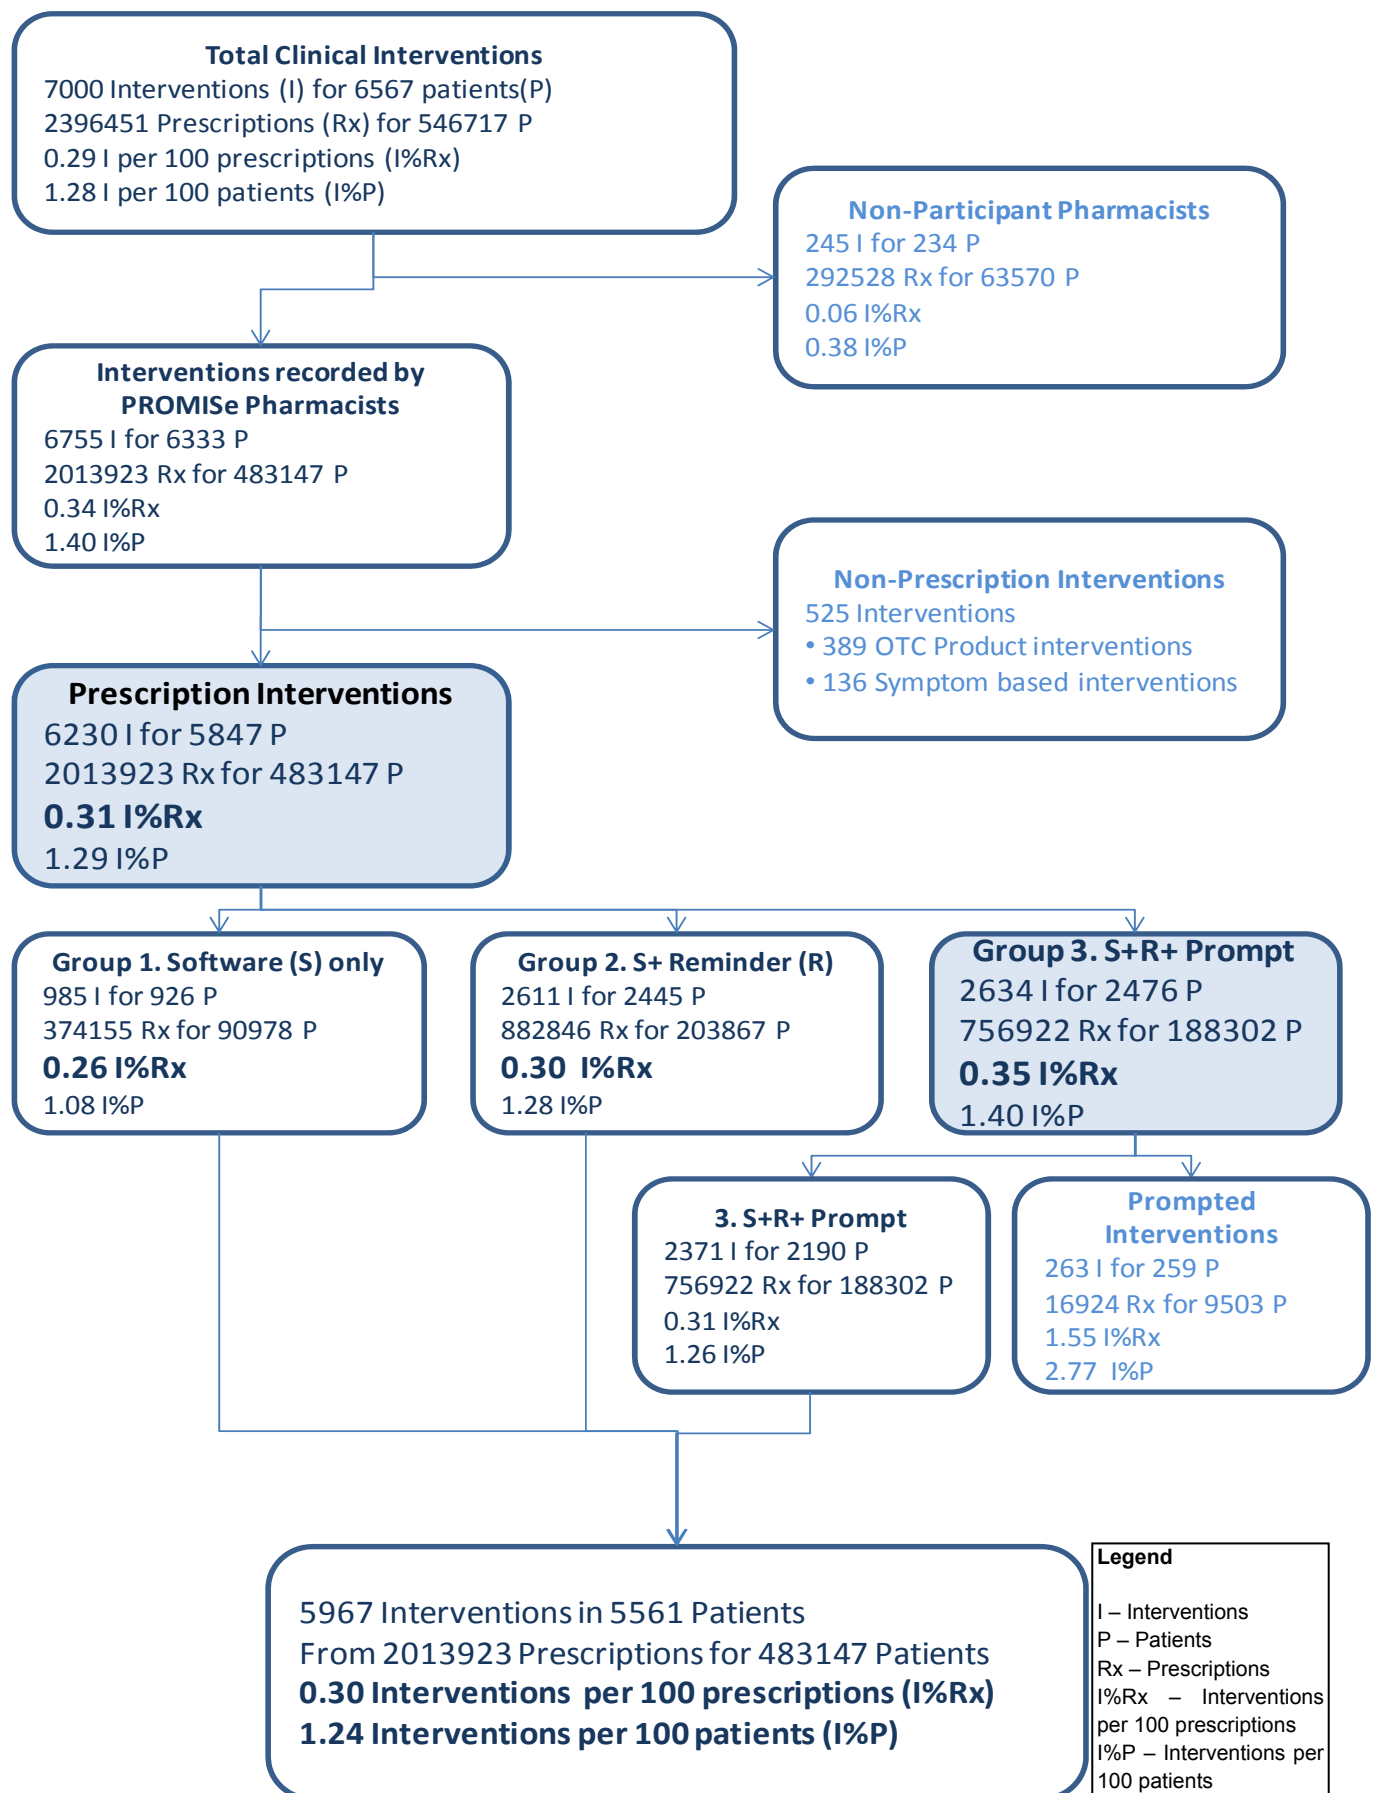 Total Clinical Interventions
7000 Interventions (I) for 6567 patients(P)
2396451 Prescriptions (Rx) for 546717 P
0.29 I per 100 prescriptions (I%Rx)
1.28 I per 100 patients (I%P)
Non-Participant Pharmacists
245 I for 234 P
292528 Rx for 63570 P
0.06 I%Rx
0.38 I%P
Interventions recorded by
PROMISe Pharmacists
6755 I for 6333 P
2013923 Rx for 483147 P
0.34 I%Rx
1.40 I%P
Non-Prescription Interventions
525 Interventions
• 389 OTC Product interventions
• 136 Symptom based interventions
Prescription Interventions
6230 I for 5847 P
2013923 Rx for 483147 P
0.31 I%Rx
1.29 I%P
Group 1. Software (S) only
985 I for 926 P
374155 Rx for 90978 P
0.26 I%Rx
1.08 I%P
Group 2. S+ Reminder (R)
2611 I for 2445 P
882846 Rx for 203867 P
0.30 I%Rx
1.28 I%P
Group 3. S+R+ Prompt
2634 I for 2476 P
756922 Rx for 188302 P
0.35 I%Rx
1.40 I%P
3. S+R+ Prompt
2371 I for 2190 P
756922 Rx for 188302 P
0.31 I%Rx
1.26 I%P
Prompted
Interventions
263 I for 259 P
16924 Rx for 9503 P
1.55 I%Rx
2.77 I%P
5967 Interventions in 5561 Patients
From 2013923 Prescriptions for 483147 Patients
0.30 Interventions per 100 prescriptions (I%Rx)
1.24 Interventions per 100 patients (I%P)
Legend
I – Interventions
P – Patients
Rx – Prescriptions
I%Rx – Interventions
per 100 prescriptions
I%P – Interventions per
100 patients